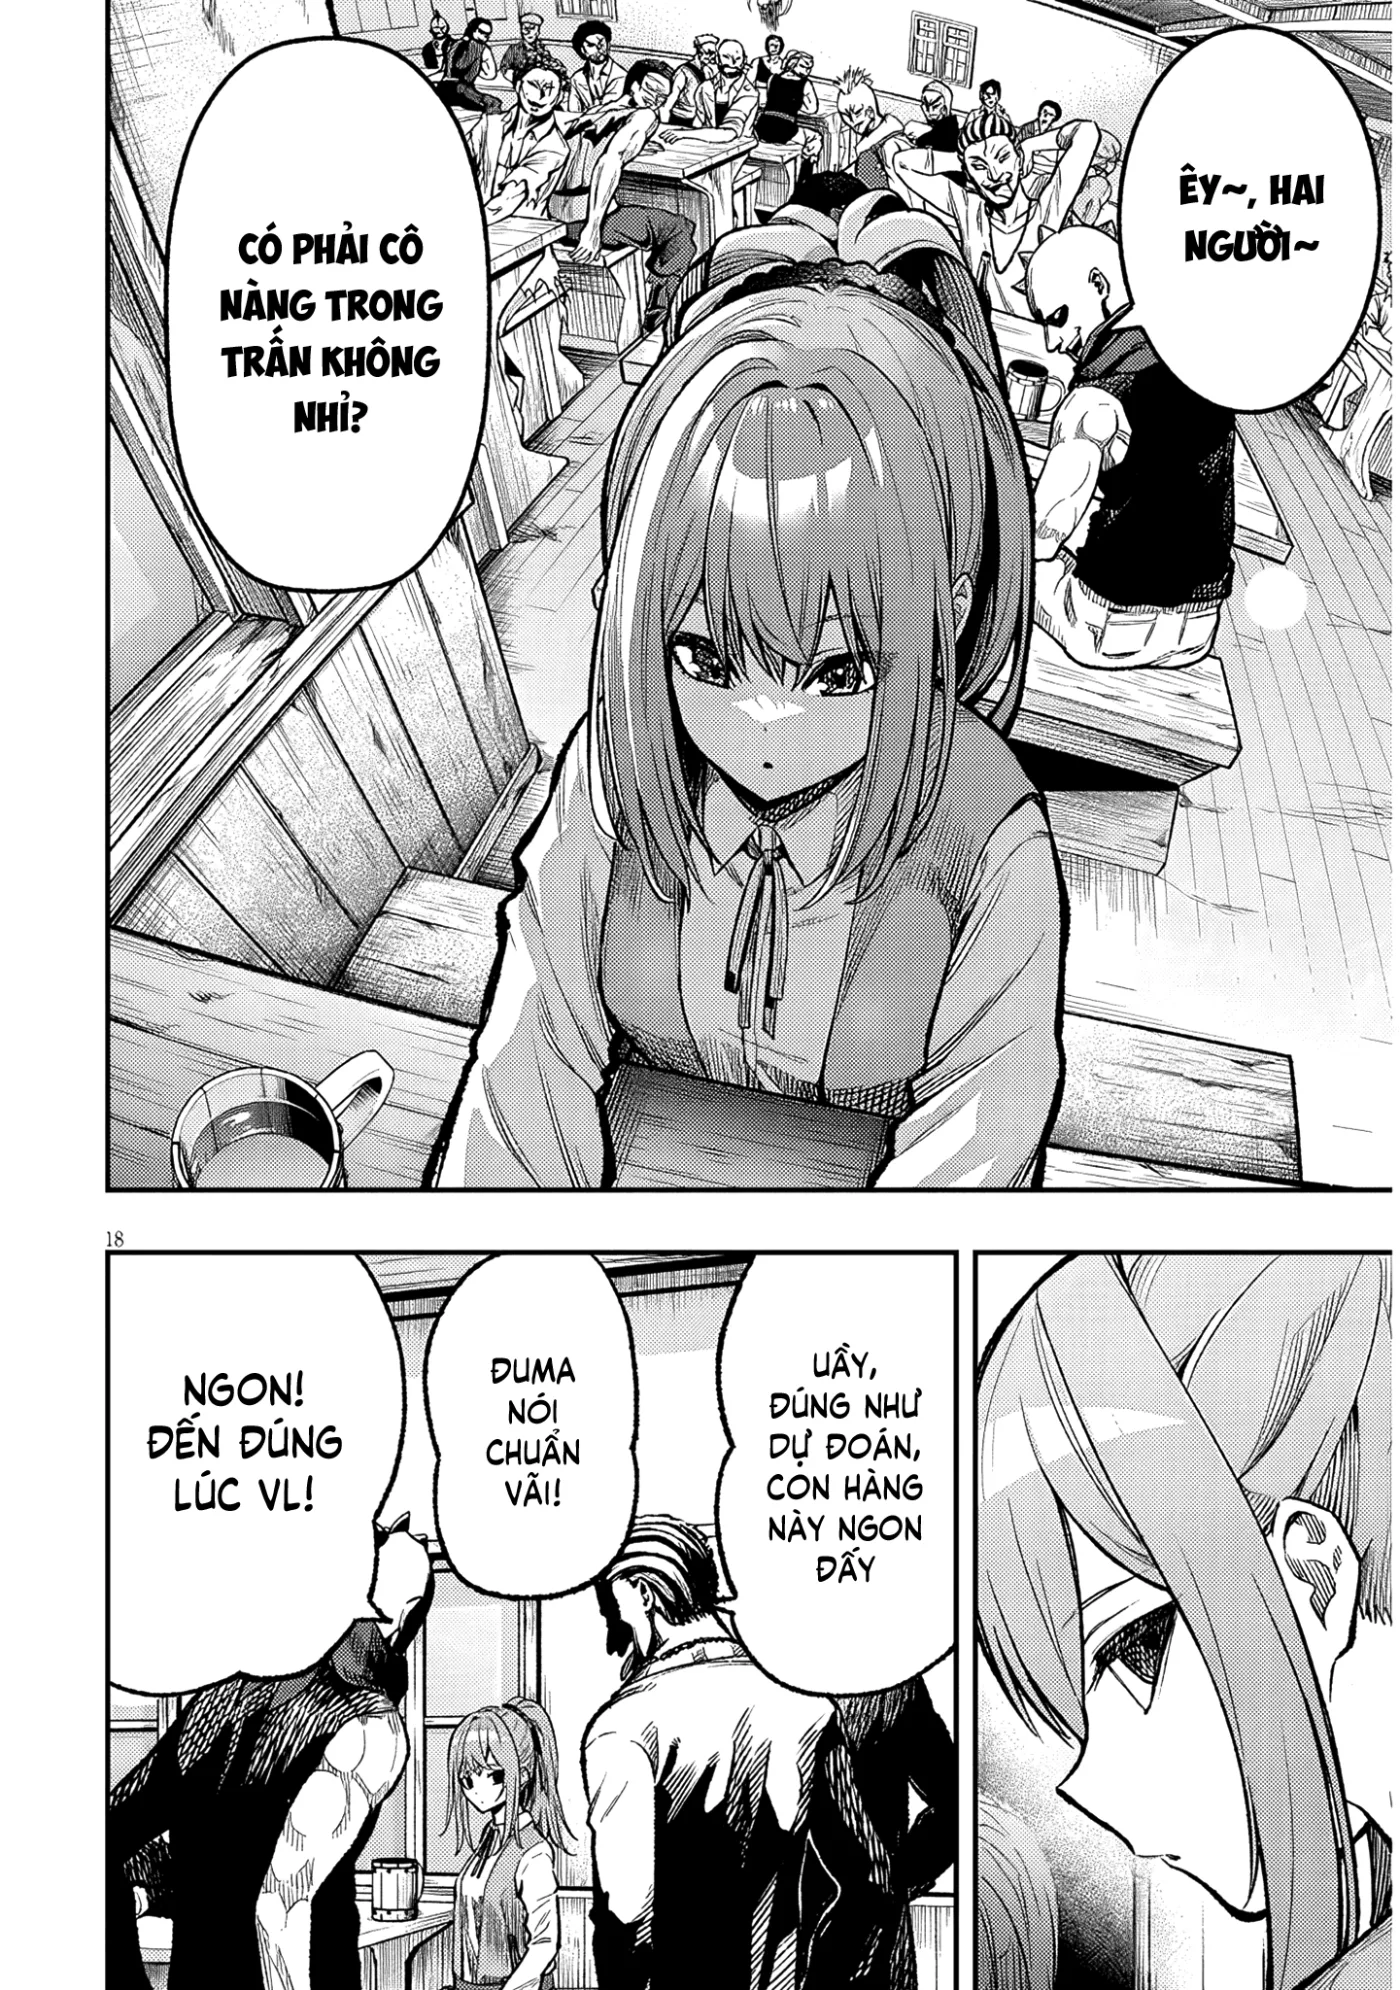 ÊY~, HAI
NGƯỜI~
CÓ PHẢI CÔ
NÀNG TRONG
TRẤN KHÔNG
NHỈ?
18
UẦY,
ĐÚNG NHƯ
DỰ ĐOÁN,
CON HÀNG
NÀY NGON
ĐẤY
ĐUMA
NÓI
CHUẨN
VÃI!
NGON!
ĐẾN ĐÚNG
LÚC VL!